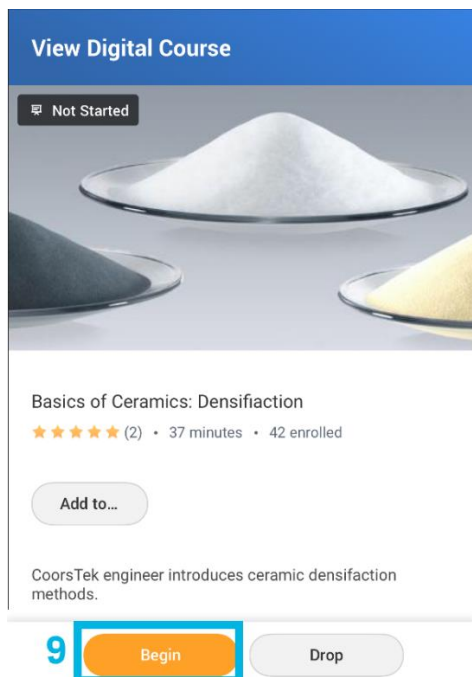 View Digital Course
Not Started
Basics of Ceramics: Densifiaction
(2) • 37 minutes • 42 enrolled
Add to...
CoorsTek engineer introduces ceramic densifaction
methods.
9 Begin Drop